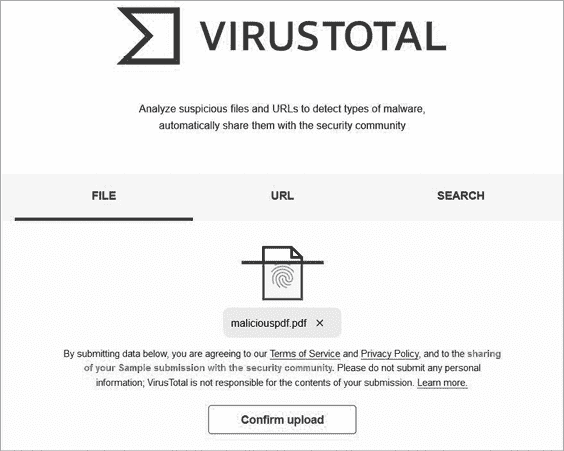 VIRUSTOTAL
Analyze suspicious files and URLs to detect types of malware,
automatically share them with the security community
FILE
URL
SEARCH
maliciouspdf.pdf ×
By submitting data below, you are agreeing to our Terms of Service and Privacy Policy, and to the sharing
of your Sample submission with the security community. Please do not submit any personal
information; VirusTotal is not responsible for the contents of your submission. Learn more.
Confirm upload